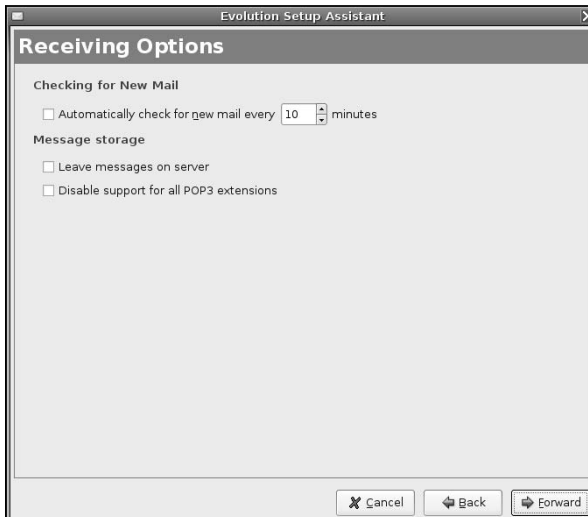 Evolution Setup Assistant
Receiving Options
Checking for New Mail
Automatically check for new mail every 10 minutes
Message storage
Leave messages on server
Disable support for all POP3 extensions
Cancel Back Forward